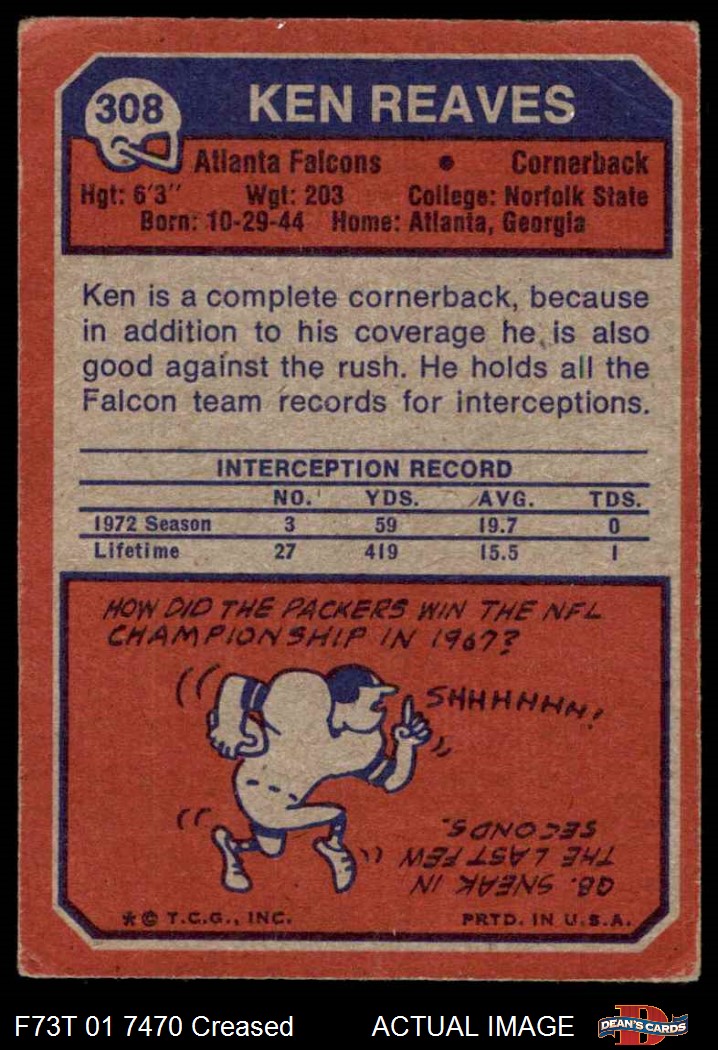 308
KEN REAVES
Atlanta Falcons • Cornerback
Hgt: 6'3" Wgt: 203 College: Norfolk State
Born: 10-29-44 Home: Atlanta, Georgia
Ken is a complete cornerback, because
in addition to his coverage he is also
good against the rush. He holds all the
Falcon team records for interceptions.
INTERCEPTION RECORD
NO. YDS. AVG. TDS.
1972 Season 3 59 19.7 0
Lifetime 27 419 15.5 1
HOW DID THE PACKERS WIN THE NFL
CHAMPIONSHIP IN 1967?
SHHHHHH!
QB. SNEAK IN
THE LAST FEW
SECONDS.
*© T.C.G., INC. PRTD. IN U.S.A.
F73T 01 7470 Creased ACTUAL IMAGE
D
DEAN'S CARDS